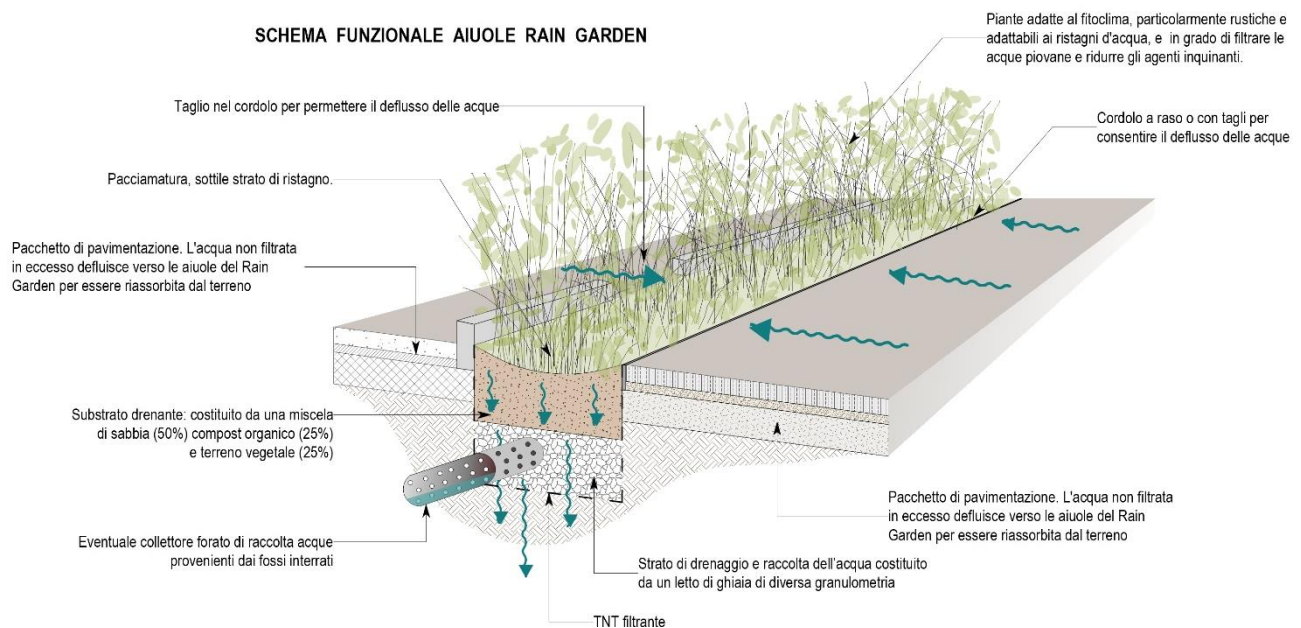 SCHEMA FUNZIONALE AIUOLE RAIN GARDEN
Piante adatte al fitoclima, particolarmente rustiche e
adattabili ai ristagni d'acqua, e in grado di filtrare le
acque piovane e ridurre gli agenti inquinanti.
Taglio nel cordolo per permettere il deflusso delle acque
Cordolo a raso o con tagli per
consentire il deflusso delle acque
Pacciamatura, sottile strato di ristagno.
Pacchetto di pavimentazione. L'acqua non filtrata
in eccesso defluisce verso le aiuole del Rain
Garden per essere riassorbita dal terreno
Substrato drenante: costituito da una miscela
di sabbia (50%) compost organico (25%)
e terreno vegetale (25%)
Eventuale collettore forato di raccolta acque
provenienti dai fossi interrati
Pacchetto di pavimentazione. L'acqua non filtrata
in eccesso defluisce verso le aiuole del Rain
Garden per essere riassorbita dal terreno
Strato di drenaggio e raccolta dell'acqua costituito
da un letto di ghiaia di diversa granulometria
TNT filtrante